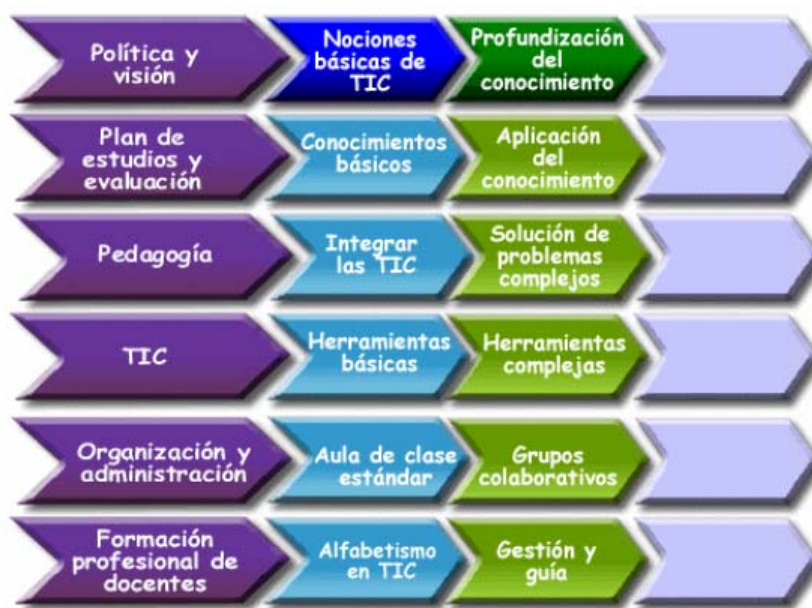 Política y
visión
Nociones
básicas de
TIC
Profundización
del
conocimiento
Plan de
estudios y
evaluación
Conocimientos
básicos
Aplicación
del
conocimiento
Pedagogía
Integrar
las TIC
Solución de
problemas
complejos
TIC
Herramientas
básicas
Herramientas
complejas
Organización y
administración
Aula de clase
estándar
Grupos
colaborativos
Formación
profesional de
docentes
Alfabetismo
en TIC
Gestión y
guía